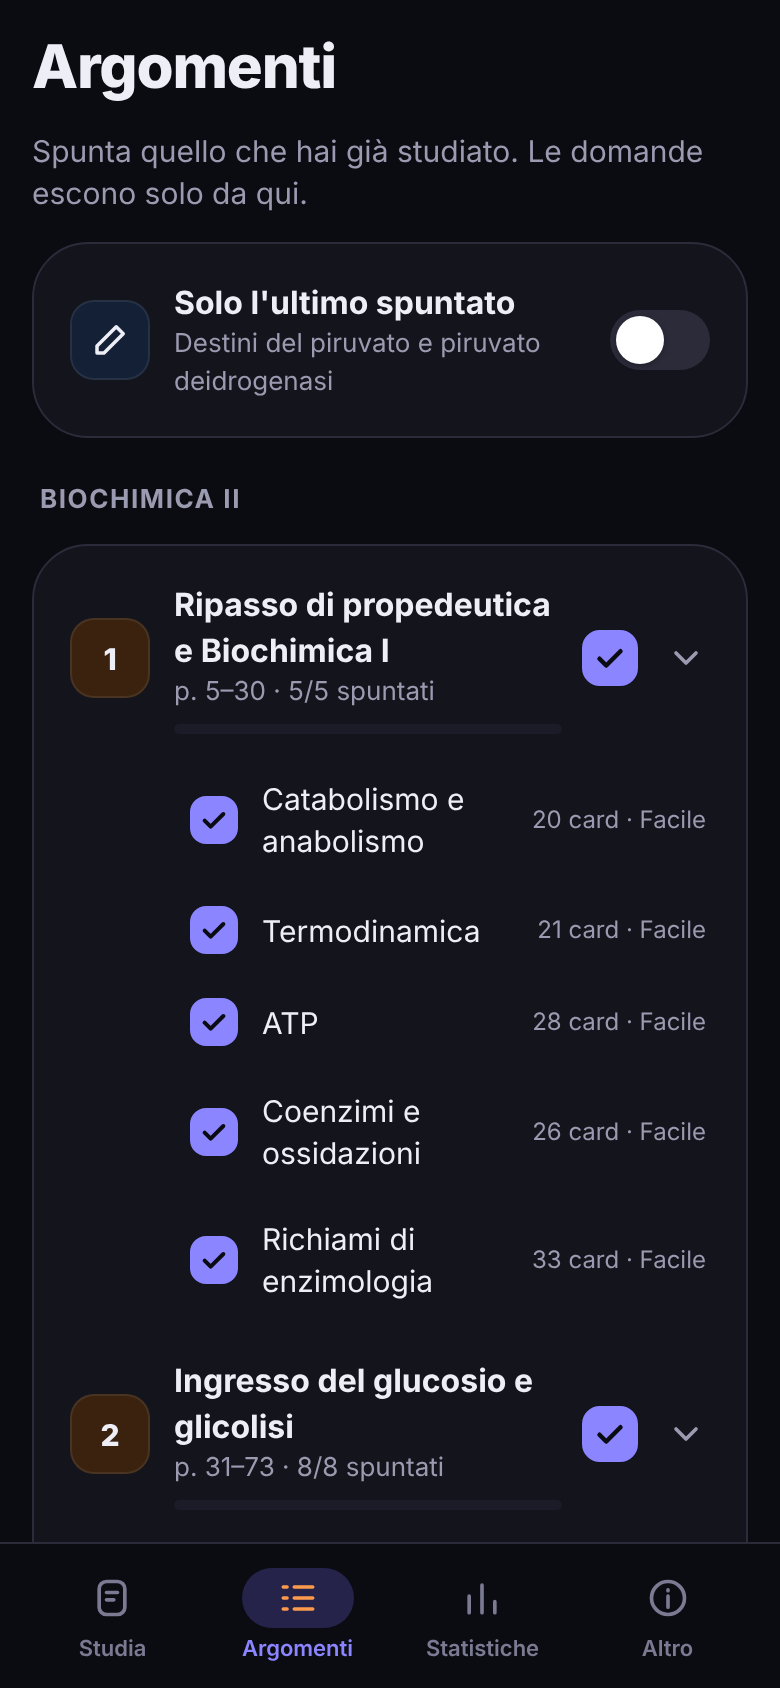 Argomenti
Spunta quello che hai già studiato. Le domande
escono solo da qui.
Solo l'ultimo spuntato
Destini del piruvato e piruvato
deidrogenasi
BIOCHIMICA II
1
Ripasso di propedeutica
e Biochimica I
p. 5–30 · 5/5 spuntati
Catabolismo e
anabolismo
20 card · Facile
Termodinamica
21 card · Facile
ATP
28 card · Facile
Coenzimi e
ossidazioni
26 card · Facile
Richiami di
enzimologia
33 card · Facile
2
Ingresso del glucosio e
glicolisi
p. 31–73 · 8/8 spuntati
Studia
Argomenti
Statistiche
Altro